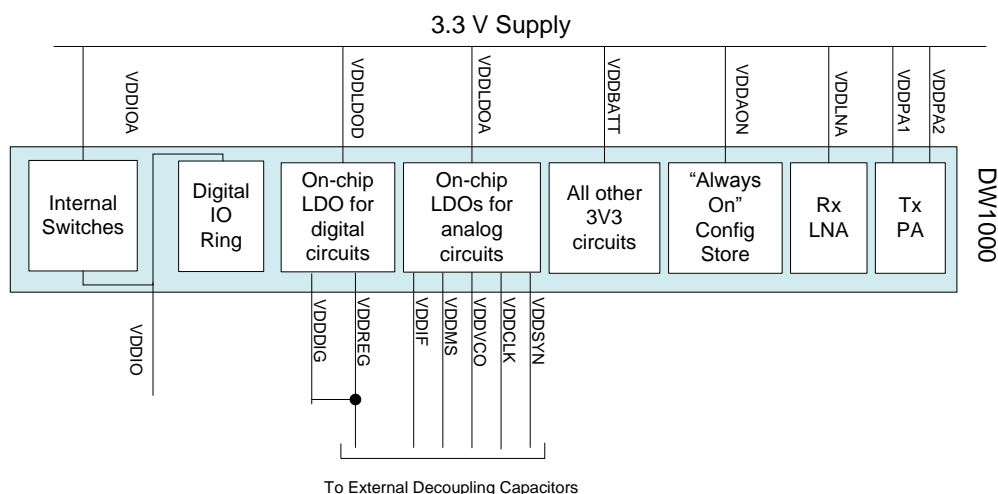 3.3 V Supply
VDDIOA
VDDLDOD
VDDLDOA
VDDBATT
VDDAON
VDDLNA
VDDPA1
VDDPA2
Internal
Switches
Digital
IO
Ring
On-chip
LDO for
digital
circuits
On-chip
LDOs for
analog
circuits
All other
3V3
circuits
“Always
On”
Config
Store
Rx
LNA
Tx
PA
DW1000
VDDIO
VDDDIG
VDDREG
VDDIF
VDDMS
VDDVCO
VDDCLK
VDDSYN
To External Decoupling Capacitors